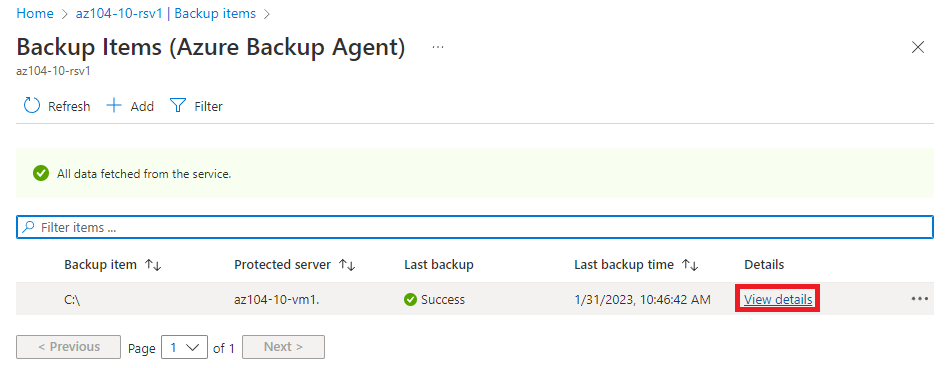 Home > az104-10-rsv1 | Backup items >
Backup Items (Azure Backup Agent) ...
az104-10-rsv1
Refresh Add Filter
All data fetched from the service.
Filter items ...
Backup item Protected server Last backup Last backup time Details
C:\ az104-10-vm1. Success 1/31/2023, 10:46:42 AM View details
< Previous Page 1 of 1 Next >